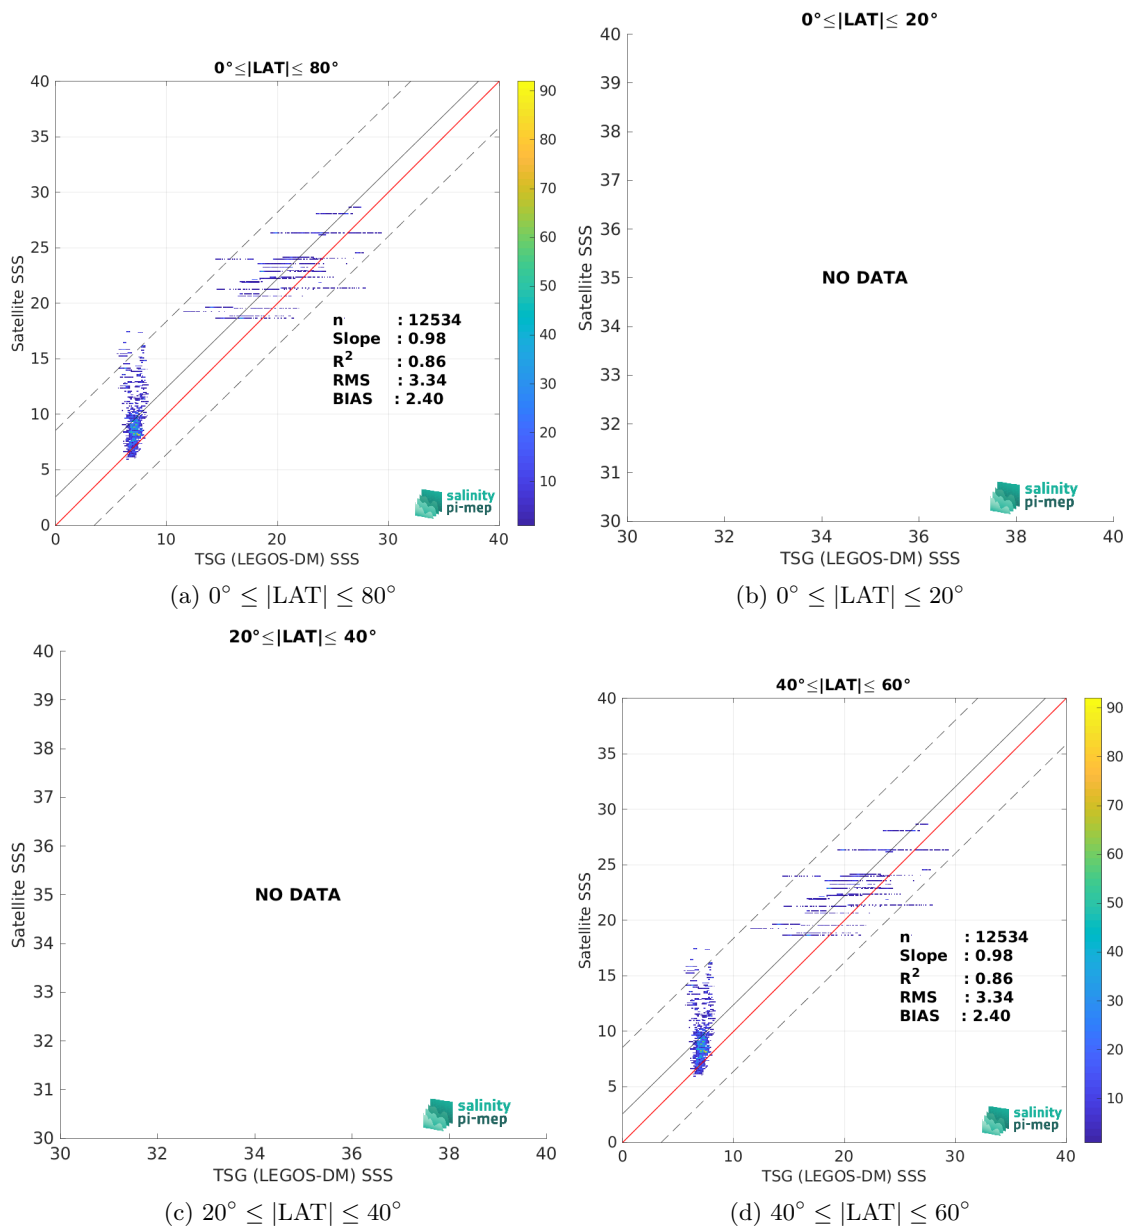 0°≤|LAT|≤ 80°
40
35
30
25
20
15
10
5
0
0
10
20
30
40
Satellite SSS
TSG (LEGOS-DM) SSS
n : 12534
Slope : 0.98
R² : 0.86
RMS : 3.34
BIAS : 2.40
90
80
70
60
50
40
30
20
10
salinity
pi-mep
(a) 0° ≤ |LAT| ≤ 80°
0°≤|LAT|≤ 20°
40
39
38
37
36
35
34
33
32
31
30
30
32
34
36
38
40
Satellite SSS
TSG (LEGOS-DM) SSS
NO DATA
salinity
pi-mep
(b) 0° ≤ |LAT| ≤ 20°
20°≤|LAT|≤ 40°
40
39
38
37
36
35
34
33
32
31
30
30
32
34
36
38
40
Satellite SSS
TSG (LEGOS-DM) SSS
NO DATA
salinity
pi-mep
(c) 20° ≤ |LAT| ≤ 40°
40°≤|LAT|≤ 60°
40
35
30
25
20
15
10
5
0
0
10
20
30
40
Satellite SSS
TSG (LEGOS-DM) SSS
n : 12534
Slope : 0.98
R² : 0.86
RMS : 3.34
BIAS : 2.40
90
80
70
60
50
40
30
20
10
salinity
pi-mep
(d) 40° ≤ |LAT| ≤ 60°